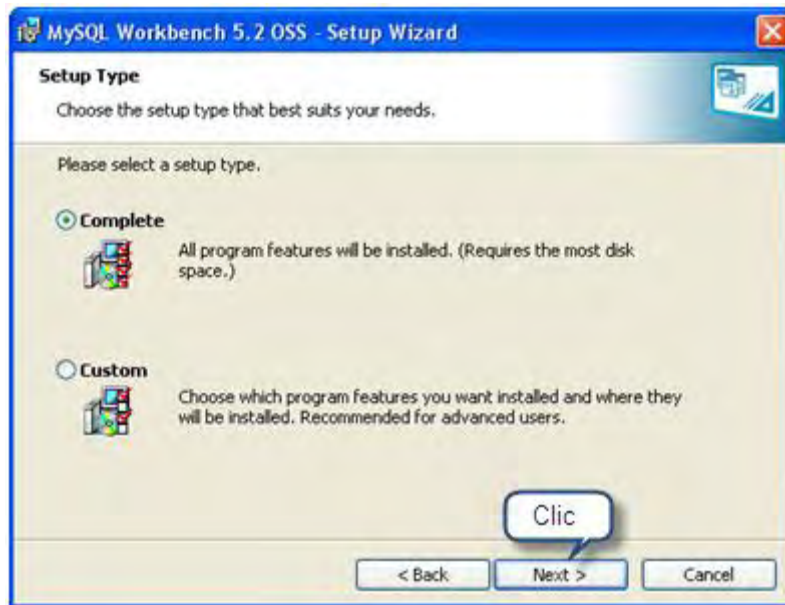 MySQL Workbench 5.2 OSS - Setup Wizard
Setup Type
Choose the setup type that best suits your needs.
Please select a setup type.
Complete
All program features will be installed. (Requires the most disk
space.)
Custom
Choose which program features you want installed and where they
will be installed. Recommended for advanced users.
Clic
< Back
Next >
Cancel